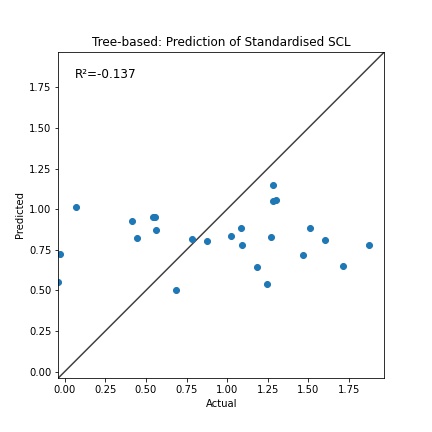 Tree-based: Prediction of Standardised SCL
R²=-0.137
1.75
1.50
1.25
1.00
0.75
0.50
0.25
0.00
Predicted
0.00 0.25 0.50 0.75 1.00 1.25 1.50 1.75
Actual